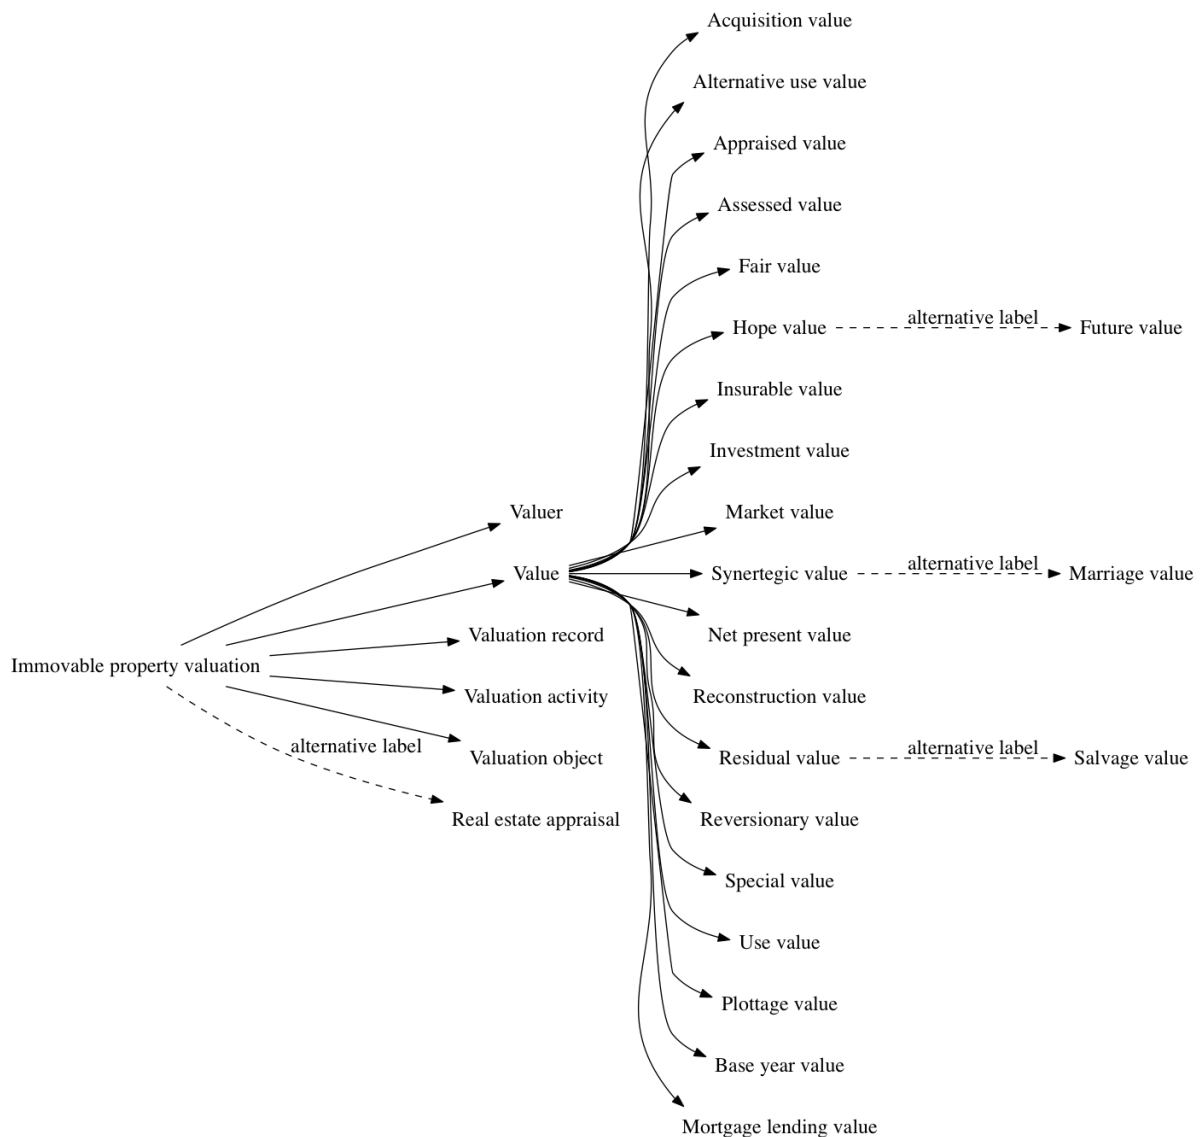 Acquisition value
Alternative use value
Appraised value
Assessed value
Fair value
Hope value
alternative label
Future value
Insurable value
Investment value
Valuer
Market value
Value
Synertegic value
alternative label
Marriage value
Valuation record
Net present value
Immovable property valuation
Valuation activity
Reconstruction value
alternative label
Valuation object
Residual value
alternative label
Salvage value
Real estate appraisal
Reversionary value
Special value
Use value
Plottage value
Base year value
Mortgage lending value